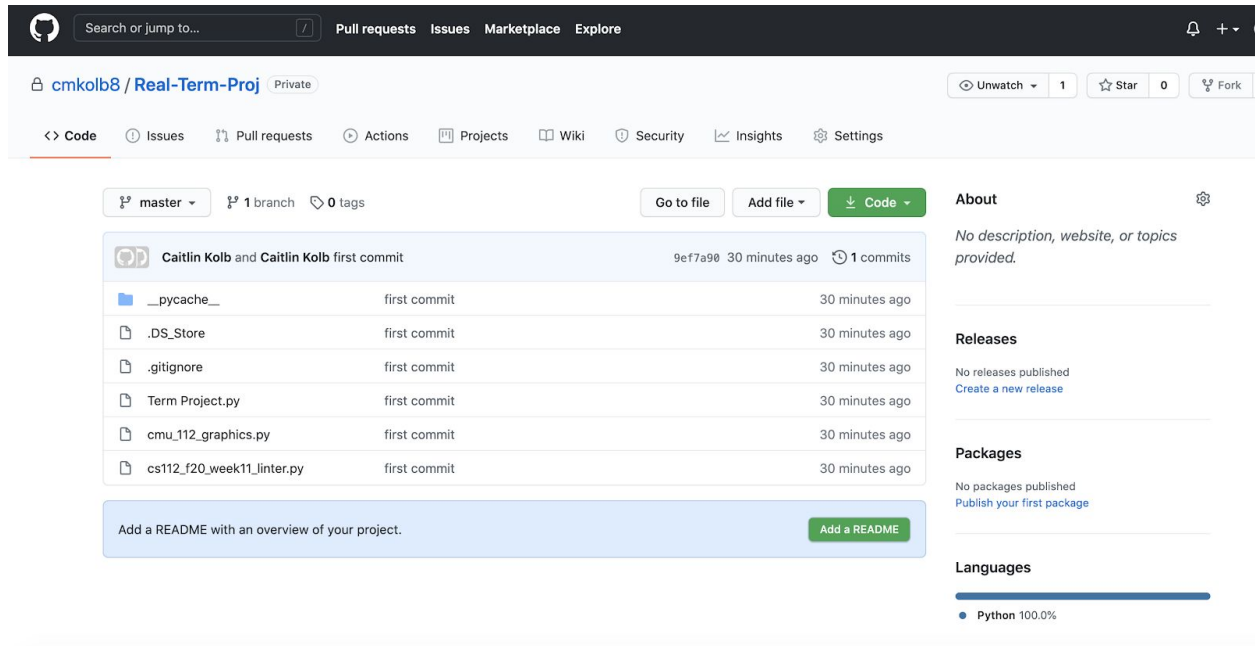 Search or jump to... /
Pull requests Issues Marketplace Explore
cmkolb8 / Real-Term-Proj Private
Unwatch 1 Star 0 Fork
Code Issues Pull requests Actions Projects Wiki Security Insights Settings
master 1 branch 0 tags Go to file Add file Code
Caitlin Kolb and Caitlin Kolb first commit 9ef7a90 30 minutes ago 1 commits
__pycache__ first commit 30 minutes ago
.DS_Store first commit 30 minutes ago
.gitignore first commit 30 minutes ago
Term Project.py first commit 30 minutes ago
cmu_112_graphics.py first commit 30 minutes ago
cs112_f20_week11_linter.py first commit 30 minutes ago
Add a README with an overview of your project. Add a README
About
No description, website, or topics
provided.
Releases
No releases published
Create a new release
Packages
No packages published
Publish your first package
Languages
Python 100.0%